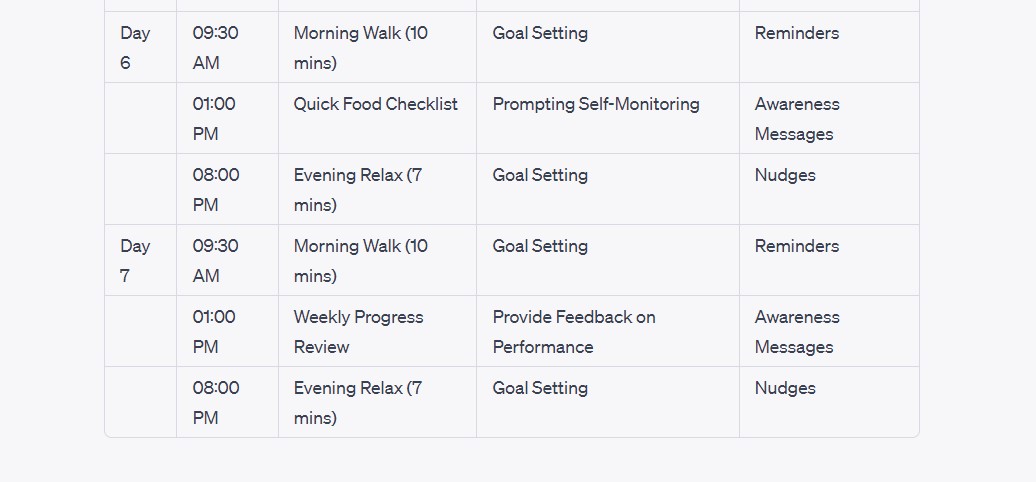 Day 09:30 Morning Walk (10 Goal Setting Reminders
6 AM mins)
01:00 Quick Food Checklist Prompting Self-Monitoring Awareness
PM Messages
08:00 Evening Relax (7 Goal Setting Nudges
PM mins)
Day 09:30 Morning Walk (10 Goal Setting Reminders
7 AM mins)
01:00 Weekly Progress Provide Feedback on Awareness
PM Review Performance Messages
08:00 Evening Relax (7 Goal Setting Nudges
PM mins)